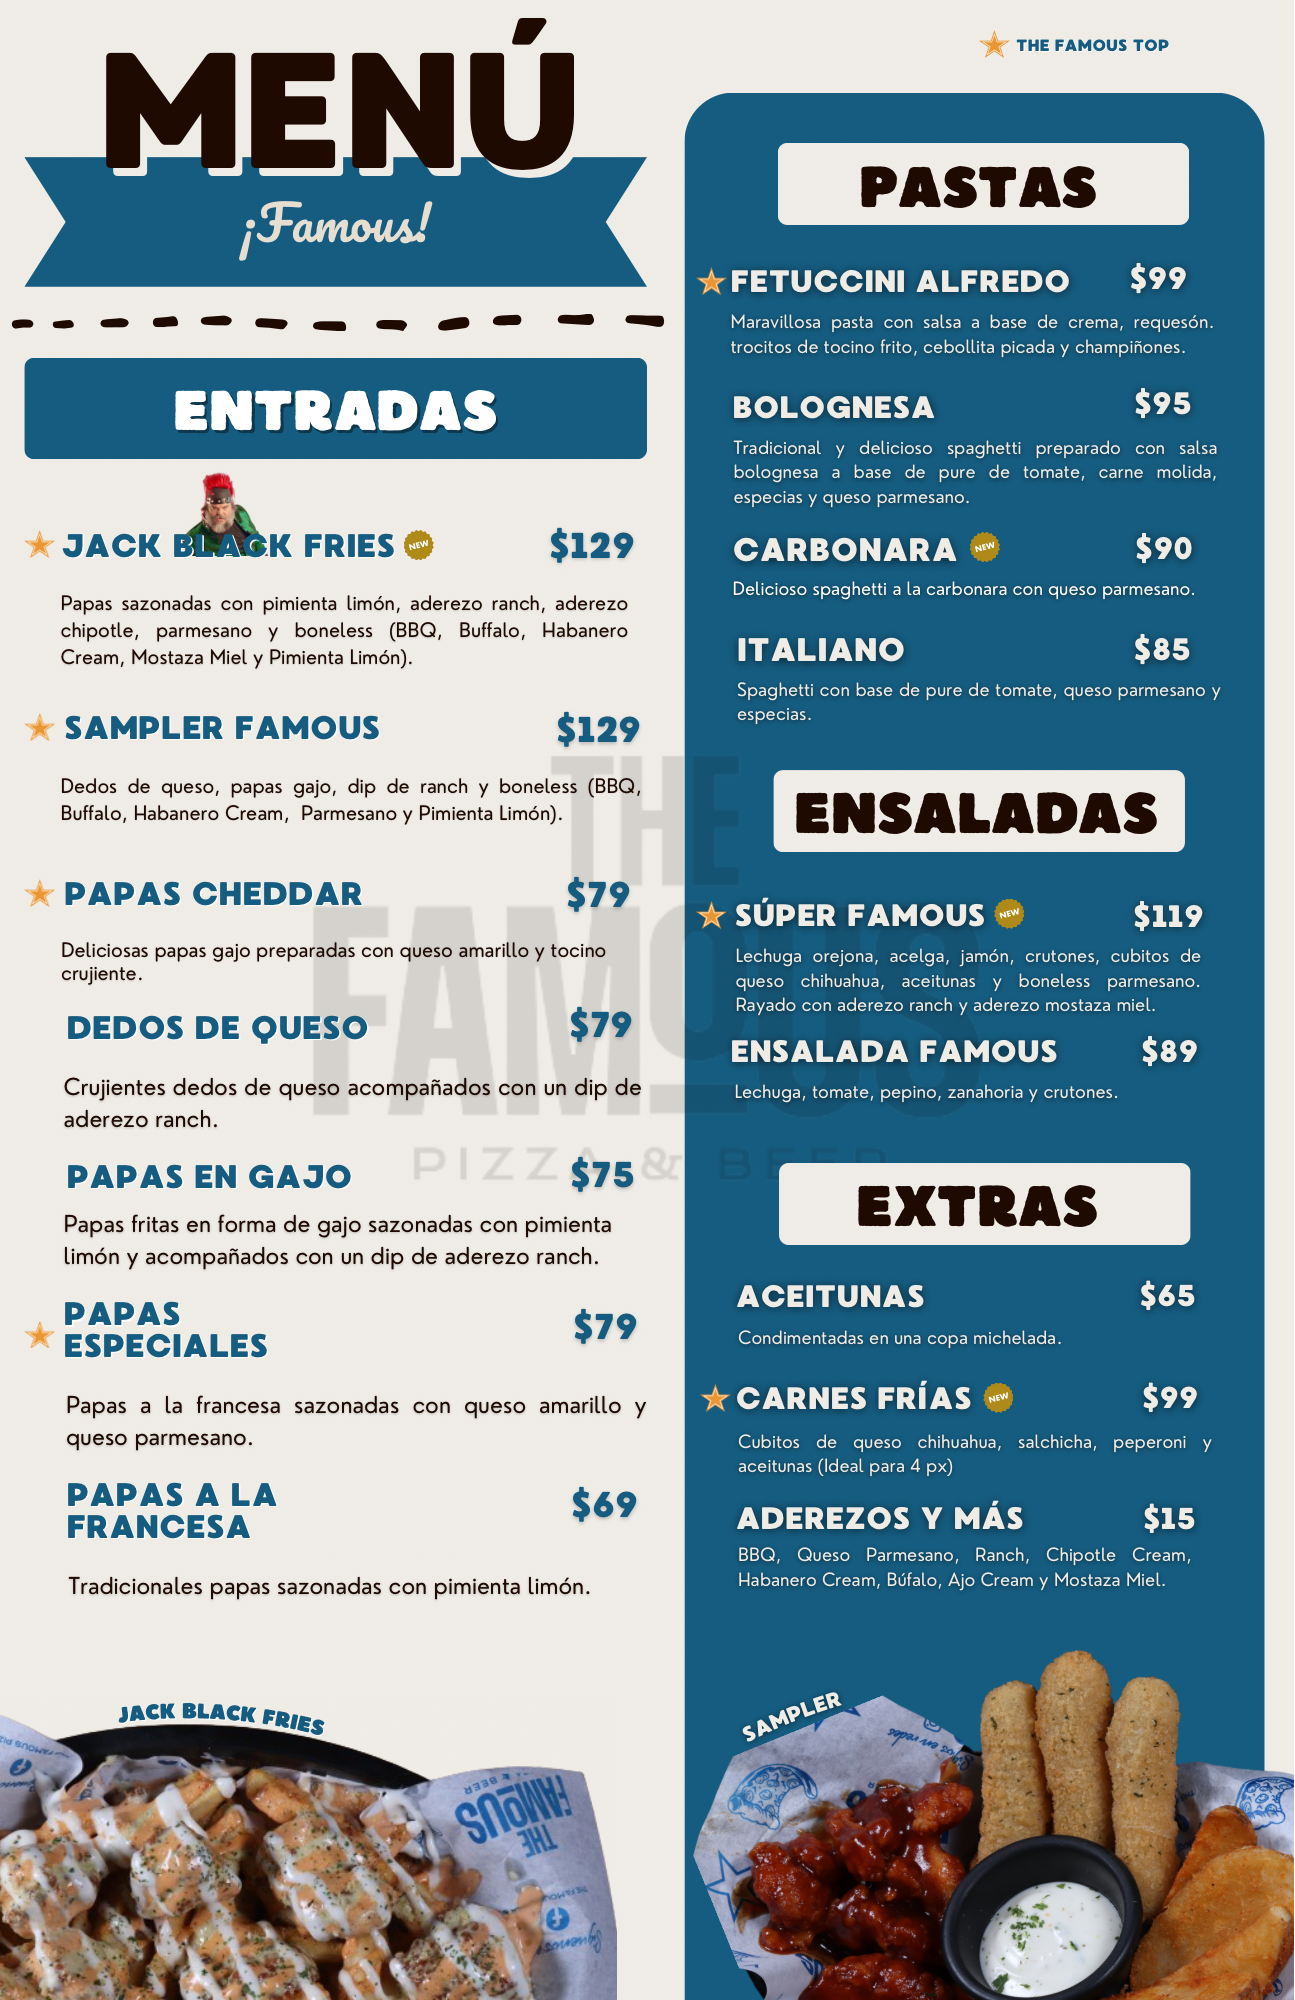 MENÚ
¡Famous!
ENTRADAS
JACK BLACK FRIES NEW $129
Papas sazonadas con pimienta limón, aderezo ranch, aderezo
chipotle, parmesano y boneless (BBQ, Buffalo, Habanero
Cream, Mostaza Miel y Pimienta Limón).
SAMPLER FAMOUS $129
Dedos de queso, papas gajo, dip de ranch y boneless (BBQ,
Buffalo, Habanero Cream, Parmesano y Pimienta Limón).
PAPAS CHEDDAR $79
Deliciosas papas gajo preparadas con queso amarillo y tocino
crujiente.
DEDOS DE QUESO $79
Crujientes dedos de queso acompañados con un dip de
aderezo ranch.
PAPAS EN GAJO $75
Papas fritas en forma de gajo sazonadas con pimienta
limón y acompañados con un dip de aderezo ranch.
PAPAS
ESPECIALES $79
Papas a la francesa sazonadas con queso amarillo y
queso parmesano.
PAPAS A LA
FRANCESA $69
Tradicionales papas sazonadas con pimienta limón.
JACK BLACK FRIES
THE
FAMOUS
THE FAMOUS TOP
PASTAS
FETUCCINI ALFREDO $99
Maravillosa pasta con salsa a base de crema, requesón.
trocitos de tocino frito, cebollita picada y champiñones.
BOLOGNESA $95
Tradicional y delicioso spaghetti preparado con salsa
bolognesa a base de pure de tomate, carne molida,
especias y queso parmesano.
CARBONARA NEW $90
Delicioso spaghetti a la carbonara con queso parmesano.
ITALIANO $85
Spaghetti con base de pure de tomate, queso parmesano y
especias.
ENSALADAS
SÚPER FAMOUS NEW $119
Lechuga orejona, acelga, jamón, crutones, cubitos de
queso chihuahua, aceitunas y boneless parmesano.
Rayado con aderezo ranch y aderezo mostaza miel.
ENSALADA FAMOUS $89
Lechuga, tomate, pepino, zanahoria y crutones.
EXTRAS
ACEITUNAS $65
Condimentadas en una copa michelada.
CARNES FRÍAS NEW $99
Cubitos de queso chihuahua, salchicha, peperoni y
aceitunas (Ideal para 4 px)
ADEREZOS Y MÁS $15
BBQ, Queso Parmesano, Ranch, Chipotle Cream,
Habanero Cream, Búfalo, Ajo Cream y Mostaza Miel.
SAMPLER
THE
FAMOUS
PIZZA & BEER